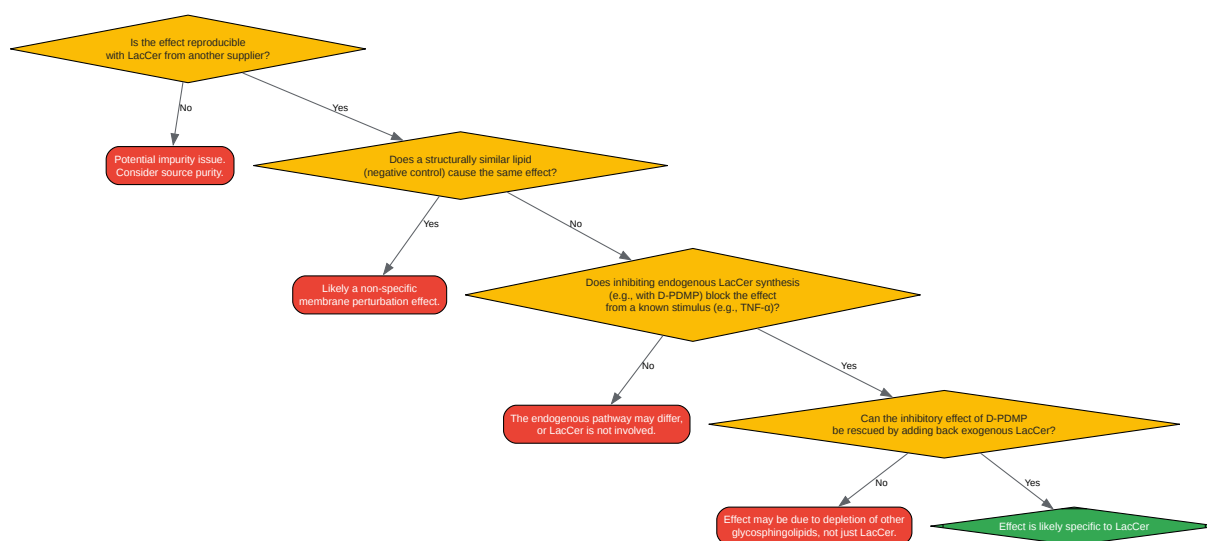 Is the effect reproducible
with LacCer from another supplier?
No
Yes
Potential impurity issue.
Consider source purity.
Does a structurally similar lipid
(negative control) cause the same effect?
Yes
No
Likely a non-specific
membrane perturbation effect.
Does inhibiting endogenous LacCer synthesis
(e.g., with D-PDMP) block the effect
from a known stimulus (e.g., TNF-α)?
No
Yes
The endogenous pathway may differ,
or LacCer is not involved.
Can the inhibitory effect of D-PDMP
be rescued by adding back exogenous LacCer?
No
Yes
Effect may be due to depletion of other
glycosphingolipids, not just LacCer.
Effect is likely specific to LacCer